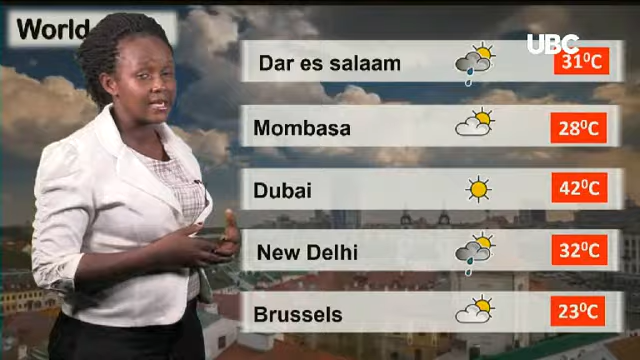 World
UBC
Dar es salaam 31⁰C
Mombasa 28⁰C
Dubai 42⁰C
New Delhi 32⁰C
Brussels 23⁰C